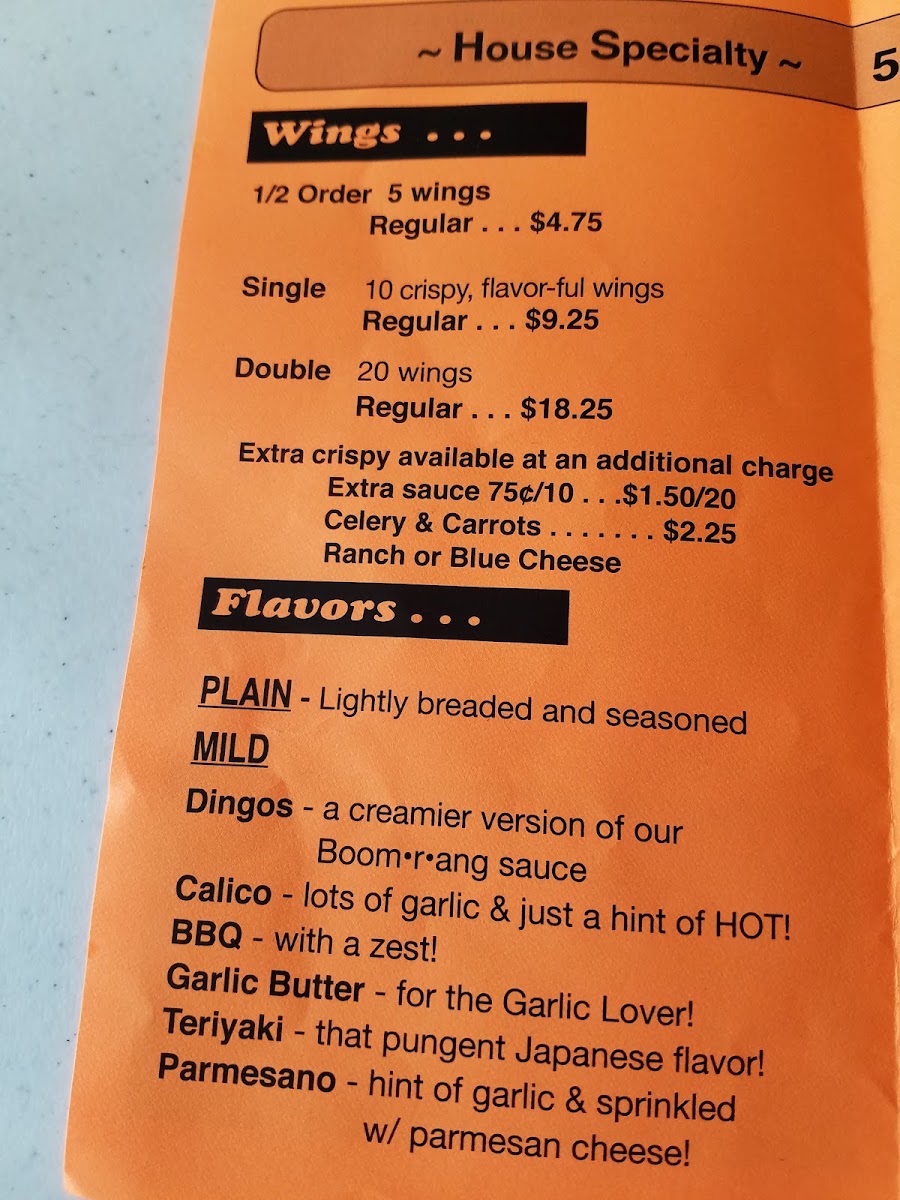 ~ House Specialty ~
5
Wings . . .
1/2 Order 5 wings
Regular . . . $4.75
Single 10 crispy, flavor-ful wings
Regular . . . $9.25
Double 20 wings
Regular . . . $18.25
Extra crispy available at an additional charge
Extra sauce 75¢/10 . . .$1.50/20
Celery & Carrots . . . . . . . $2.25
Ranch or Blue Cheese
Flavors . . .
PLAIN - Lightly breaded and seasoned
MILD
Dingos - a creamier version of our
Boom•r•ang sauce
Calico - lots of garlic & just a hint of HOT!
BBQ - with a zest!
Garlic Butter - for the Garlic Lover!
Teriyaki - that pungent Japanese flavor!
Parmesano - hint of garlic & sprinkled
w/ parmesan cheese!